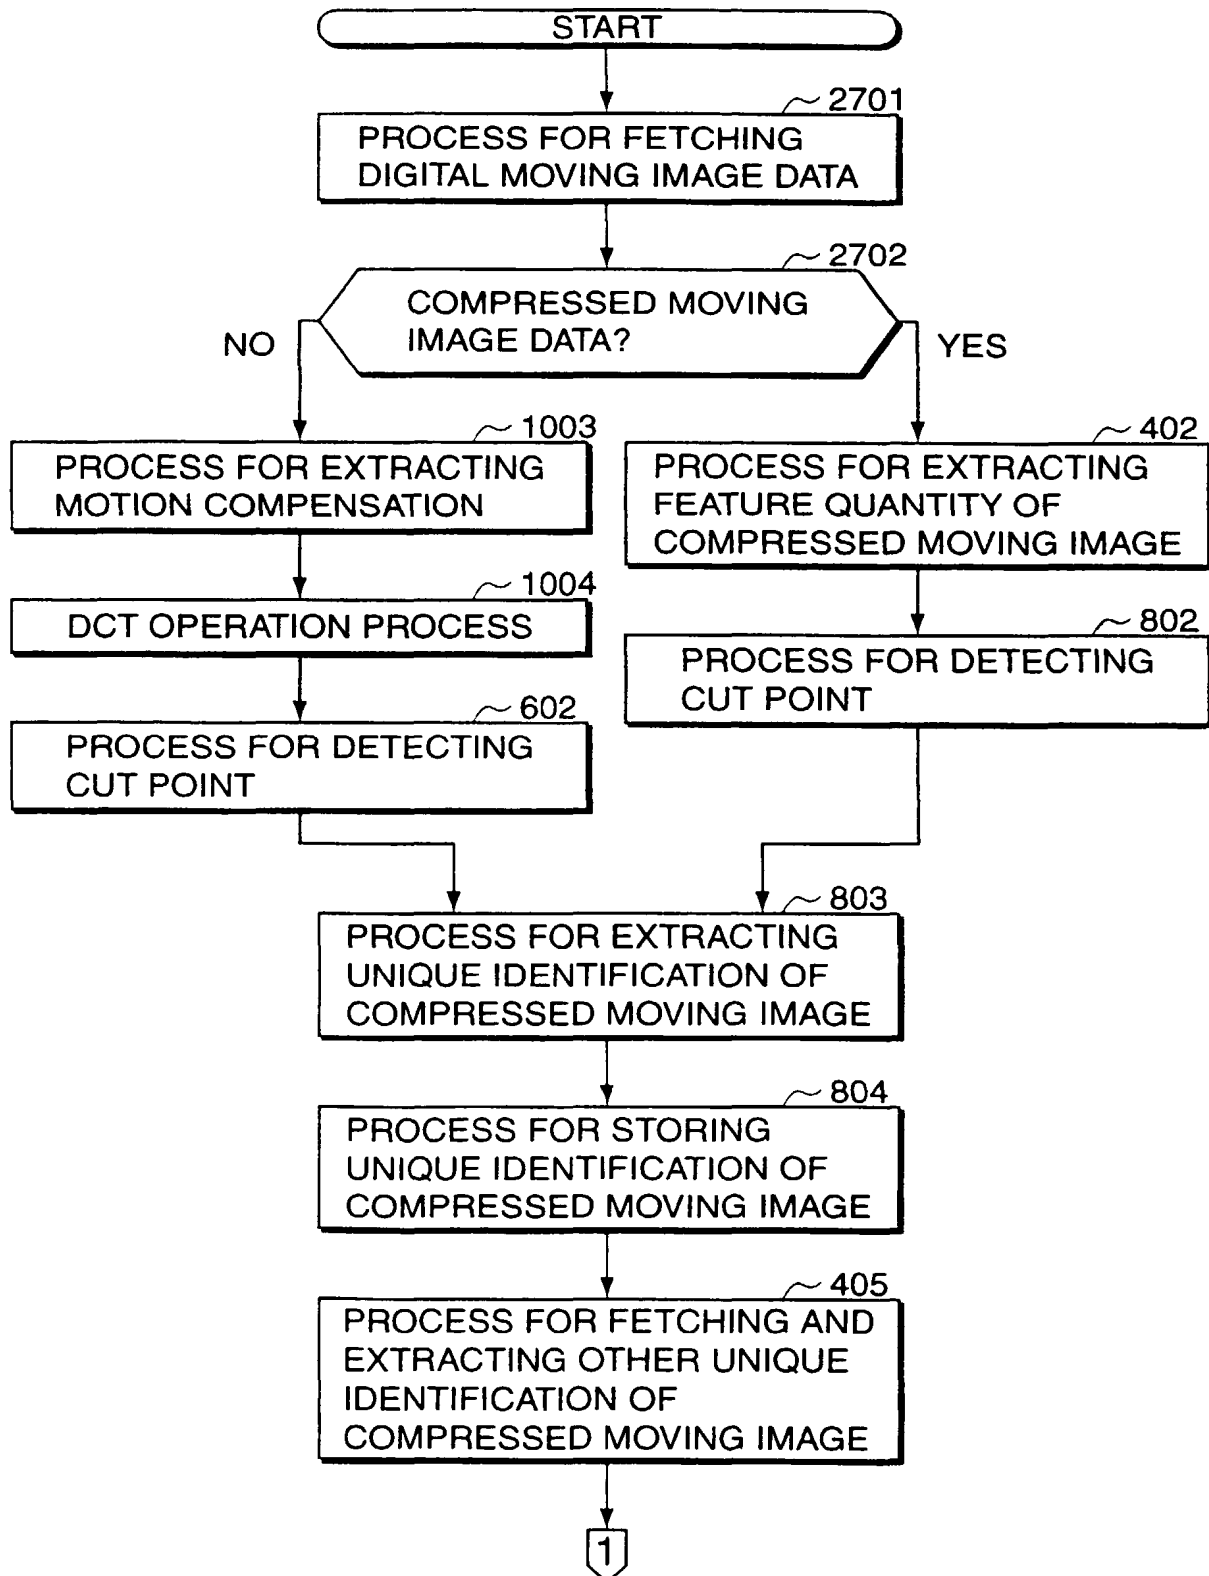 START
2701
PROCESS FOR FETCHING
DIGITAL MOVING IMAGE DATA
2702
COMPRESSED MOVING
IMAGE DATA?
NO
YES
1003
PROCESS FOR EXTRACTING
MOTION COMPENSATION
1004
DCT OPERATION PROCESS
602
PROCESS FOR DETECTING
CUT POINT
402
PROCESS FOR EXTRACTING
FEATURE QUANTITY OF
COMPRESSED MOVING IMAGE
802
PROCESS FOR DETECTING
CUT POINT
803
PROCESS FOR EXTRACTING
UNIQUE IDENTIFICATION OF
COMPRESSED MOVING IMAGE
804
PROCESS FOR STORING
UNIQUE IDENTIFICATION OF
COMPRESSED MOVING IMAGE
405
PROCESS FOR FETCHING AND
EXTRACTING OTHER UNIQUE
IDENTIFICATION OF
COMPRESSED MOVING IMAGE
1